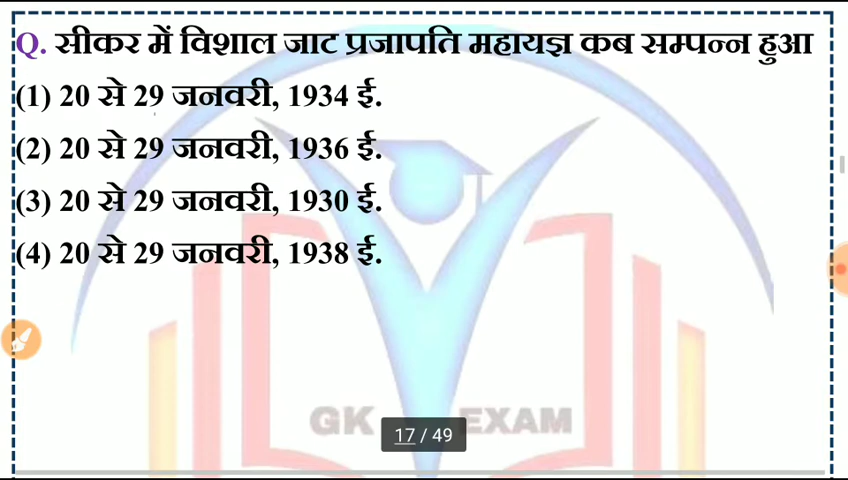 Q. सीकर में विशाल जाट प्रजापति महायज्ञ कब सम्पन्न हुआ
(1) 20 से 29 जनवरी, 1934 ई.
(2) 20 से 29 जनवरी, 1936 ई.
(3) 20 से 29 जनवरी, 1930 ई.
(4) 20 से 29 जनवरी, 1938 ई.
GK EXAM
17 / 49